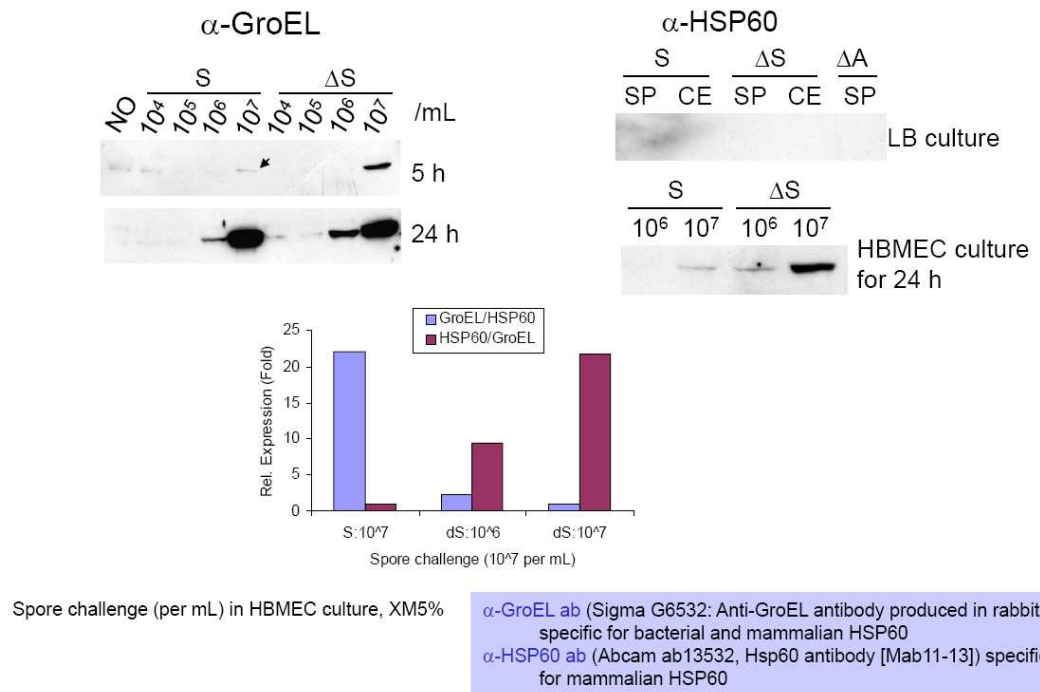 α-GroEL
S ΔS
NO 10⁴ 10⁵ 10⁶ 10⁷ 10⁴ 10⁵ 10⁶ 10⁷ /mL
5 h
24 h
α-HSP60
S ΔS ΔA
SP CE SP CE SP
LB culture
S ΔS
10⁶ 10⁷ 10⁶ 10⁷
HBMEC culture
for 24 h
GroEL/HSP60
HSP60/GroEL
Rel. Expression (Fold)
25
20
15
10
5
0
S:10^7 dS:10^6 dS:10^7
Spore challenge (10^7 per mL)
Spore challenge (per mL) in HBMEC culture, XM5%
α-GroEL ab (Sigma G6532: Anti-GroEL antibody produced in rabbit
specific for bacterial and mammalian HSP60
α-HSP60 ab (Abcam ab13532, Hsp60 antibody [Mab11-13]) specific
for mammalian HSP60